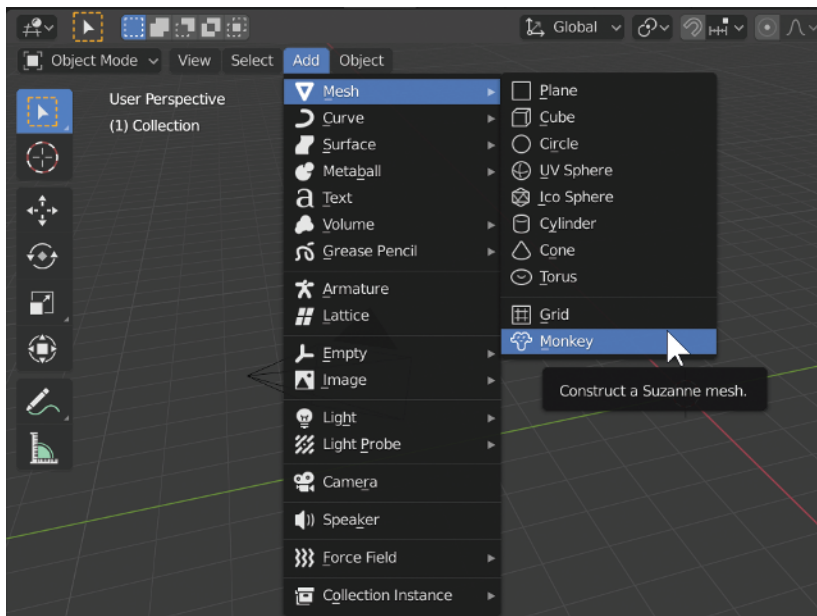 Global
Object Mode View Select Add Object
User Perspective
(1) Collection
Mesh
Curve
Surface
Metaball
Text
Volume
Grease Pencil
Armature
Lattice
Empty
Image
Light
Light Probe
Camera
Speaker
Force Field
Collection Instance
Plane
Cube
Circle
UV Sphere
Ico Sphere
Cylinder
Cone
Torus
Grid
Monkey
Construct a Suzanne mesh.